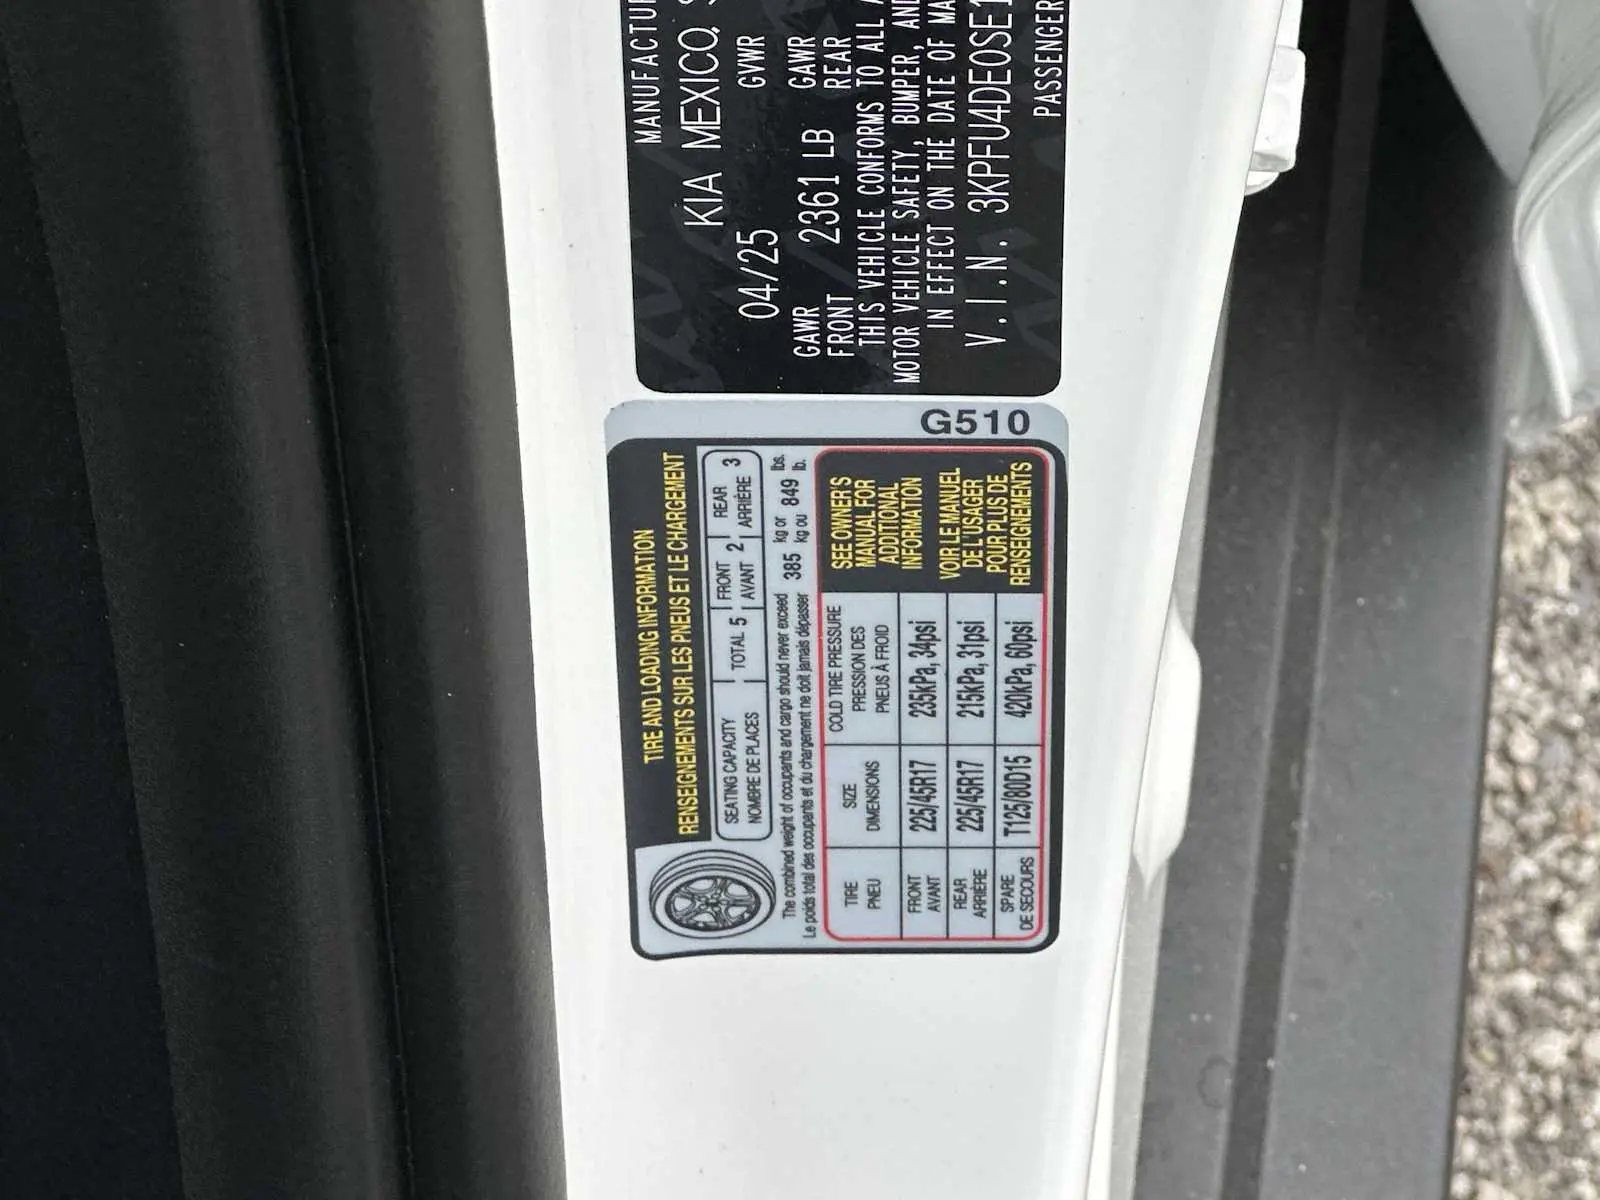 MANUFACTU
KIA MEXICO,
04/25 GVWR
GAWR GAWR
FRONT 2361 LB REAR
THIS VEHICLE CONFORMS TO ALL
MOTOR VEHICLE SAFETY, BUMPER, AND
IN EFFECT ON THE DATE OF MA
V.I.N. 3KPFU4DE0SE1
PASSENGER
G510
TIRE AND LOADING INFORMATION
RENSEIGNEMENTS SUR LES PNEUS ET LE CHARGEMENT
SEATING CAPACITY
NOMBRE DE PLACES
TOTAL 5
FRONT
AVANT 2
REAR
ARRIÈRE 3
The combined weight of occupants and cargo should never exceed 385 kg or 849 lbs.
Le poids total des occupants et du chargement ne doit jamais dépasser kg ou lb.
TIRE
PNEU
SIZE
DIMENSIONS
COLD TIRE PRESSURE
PRESSION DES
PNEUS À FROID
SEE OWNER'S
MANUAL FOR
ADDITIONAL
INFORMATION
VOIR LE MANUEL
DE L'USAGER
POUR PLUS DE
RENSEIGNEMENTS
FRONT
AVANT
225/45R17
235kPa, 34psi
REAR
ARRIÈRE
225/45R17
215kPa, 31psi
SPARE
DE SECOURS
T125/80D15
420kPa, 60psi